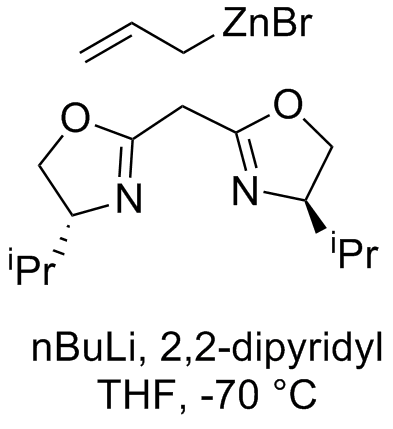 ZnBr
O O
N N
iPr iPr
nBuLi, 2,2-dipyridyl
THF, -70 °C